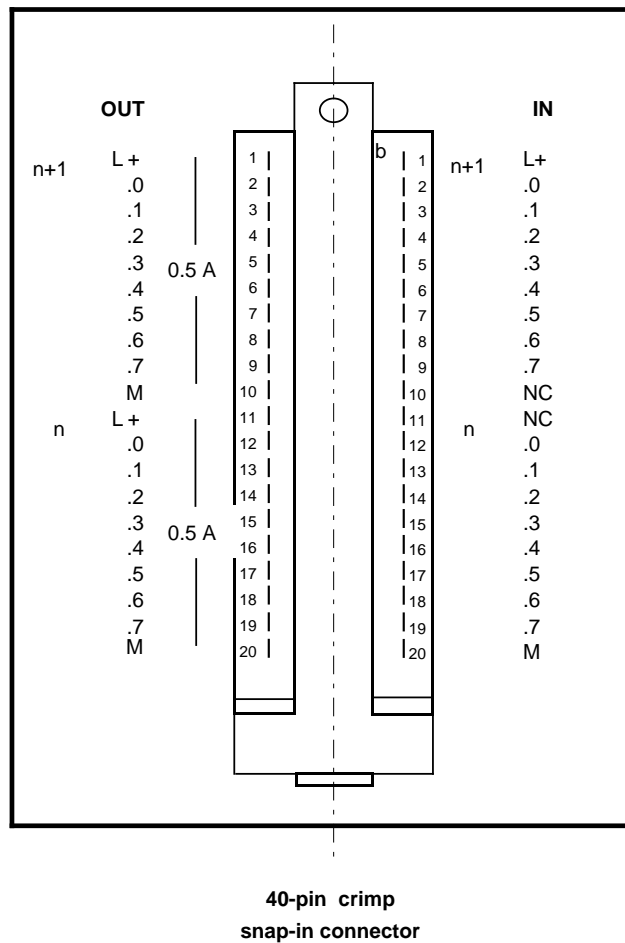 OUT IN
n+1 L + 1 b 1 n+1 L+
.0 2 2 .0
.1 3 3 .1
.2 4 4 .2
.3 0.5 A 5 5 .3
.4 6 6 .4
.5 7 7 .5
.6 8 8 .6
.7 9 9 .7
M 10 10 NC
n L + 11 11 n NC
.0 12 12 .0
.1 13 13 .1
.2 14 14 .2
.3 0.5 A 15 15 .3
.4 16 16 .4
.5 17 17 .5
.6 18 18 .6
.7 19 19 .7
M 20 20 M
40-pin crimp
snap-in connector